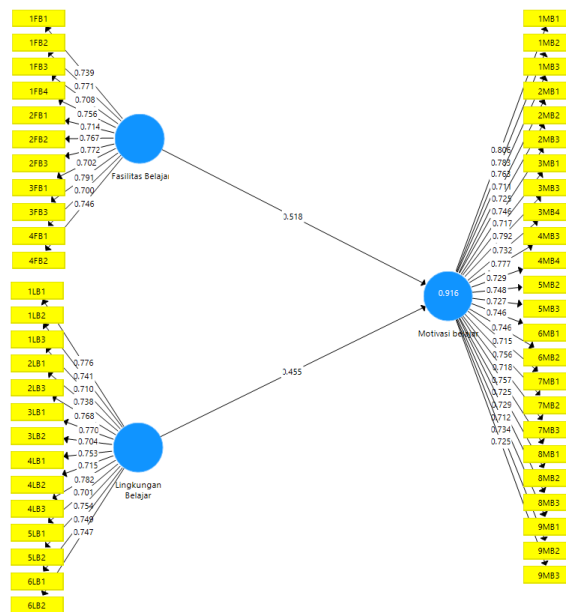 1FB1
1FB2
1FB3
1FB4
2FB1
2FB2
2FB3
3FB1
3FB3
4FB1
4FB2
0.739
0.771
0.708
0.756
0.714
0.767
0.772
0.702
0.791
0.700
0.746
Fasilitas Belajar
0.518
1LB1
1LB2
1LB3
2LB1
2LB3
3LB1
3LB2
4LB1
4LB2
4LB3
5LB1
5LB2
6LB1
6LB2
0.776
0.741
0.710
0.738
0.768
0.770
0.704
0.753
0.715
0.782
0.701
0.754
0.749
0.747
Lingkungan
Belajar
0.455
0.916
Motivasi belajar
0.806
0.783
0.763
0.711
0.725
0.746
0.717
0.792
0.732
0.777
0.729
0.748
0.727
0.746
0.746
0.715
0.756
0.718
0.757
0.725
0.729
0.712
0.734
0.725
1MB1
1MB2
1MB3
2MB1
2MB2
2MB3
3MB1
3MB3
3MB4
4MB3
4MB4
5MB2
5MB3
6MB1
6MB2
7MB1
7MB2
7MB3
8MB1
8MB2
8MB3
9MB1
9MB2
9MB3